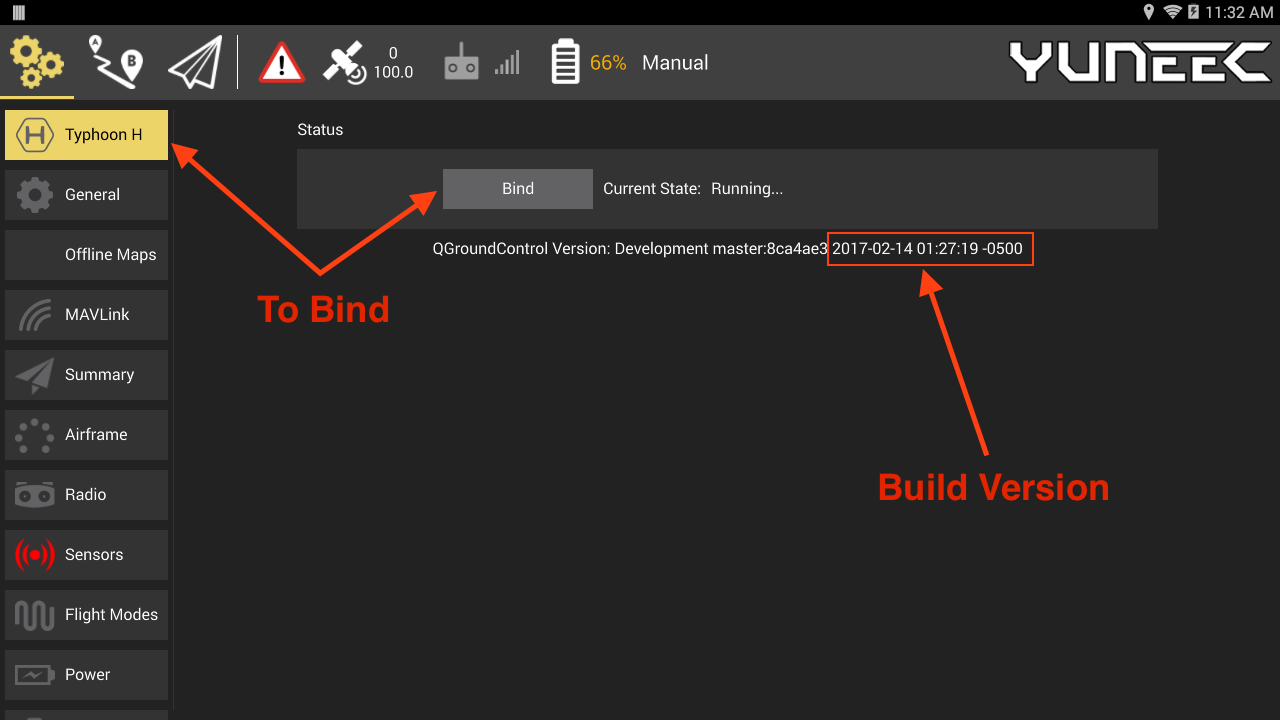 11:32 AM
A
B
0
100.0
66%
Manual
YUNEEC
H
Typhoon H
General
Offline Maps
MAVLink
Summary
Airframe
Radio
Sensors
Flight Modes
Power
Status
Bind
Current State: Running...
QGroundControl Version: Development master:8ca4ae3 2017-02-14 01:27:19 -0500
To Bind
Build Version